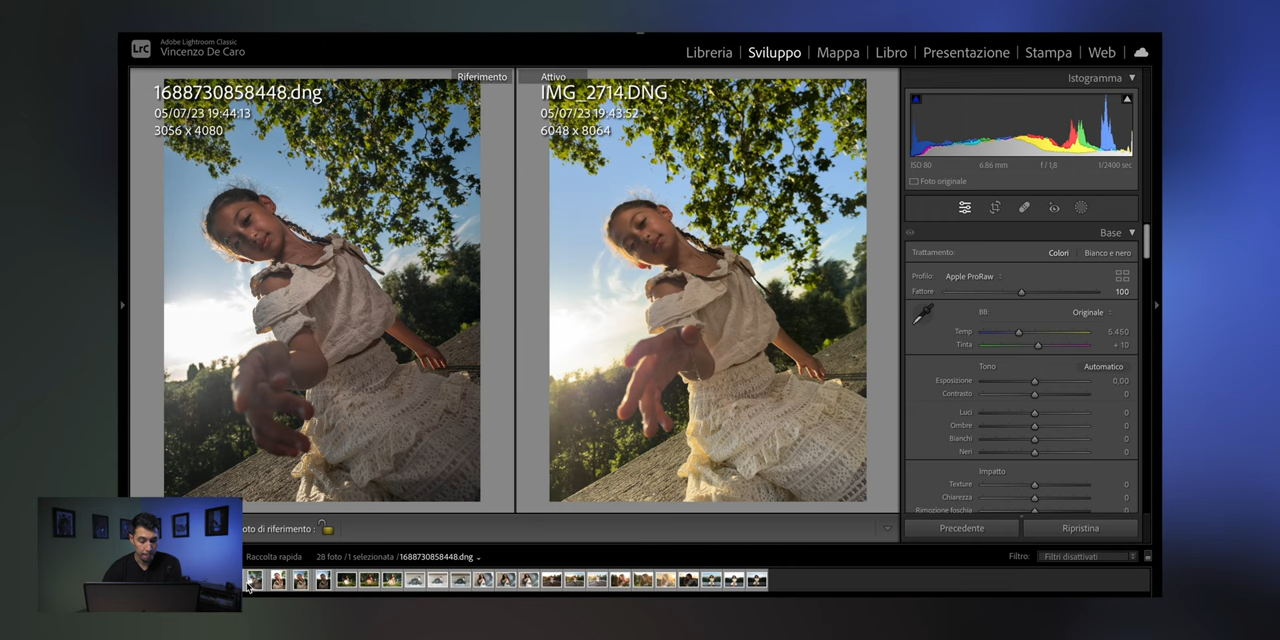 LrC
Adobe Lightroom Classic
Vincenzo De Caro
Libreria | Sviluppo | Mappa | Libro | Presentazione | Stampa | Web
Riferimento
1688730858448.dng
05/07/23 19:44:13
3056 x 4080
Attivo
IMG_2714.DNG
05/07/23 19:43:52
6048 x 8064
Istogramma
ISO 80 6.86 mm f / 1,8 1/2400 sec
Foto originale
Base
Trattamento: Colori Bianco e nero
Profilo: Apple ProRaw
Fattore 100
BB: Originale
Temp 5.450
Tinta + 10
Tono Automatico
Esposizione 0,00
Contrasto 0
Luci 0
Ombre 0
Bianchi 0
Neri 0
Impatto
Texture 0
Chiarezza 0
Rimozione foschia
Precedente Ripristina
oto di riferimento :
Raccolta rapida 28 foto /1 selezionata /1688730858448.dng
Filtro: Filtri disattivati